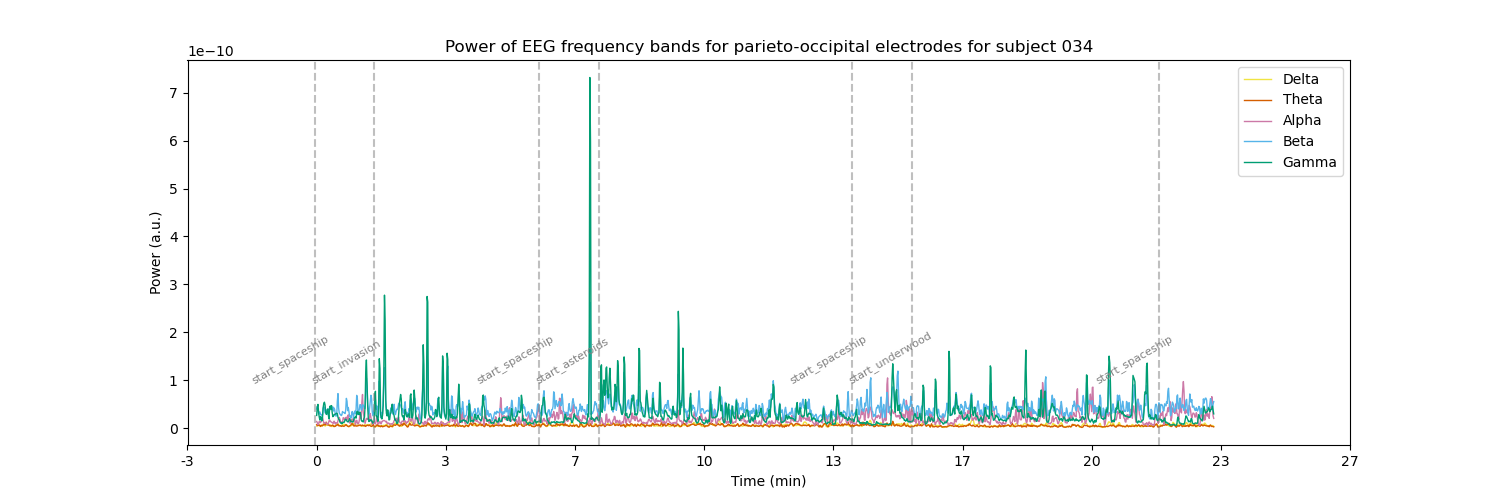 Power of EEG frequency bands for parieto-occipital electrodes for subject 034
1e−10
Delta
Theta
Alpha
Beta
Gamma
7
6
5
4
3
2
1
0
Power (a.u.)
start_spaceship
start_invasion
start_spaceship
start_asteroids
start_spaceship
start_underwood
start_spaceship
-3 0 3 7 10 13 17 20 23 27
Time (min)